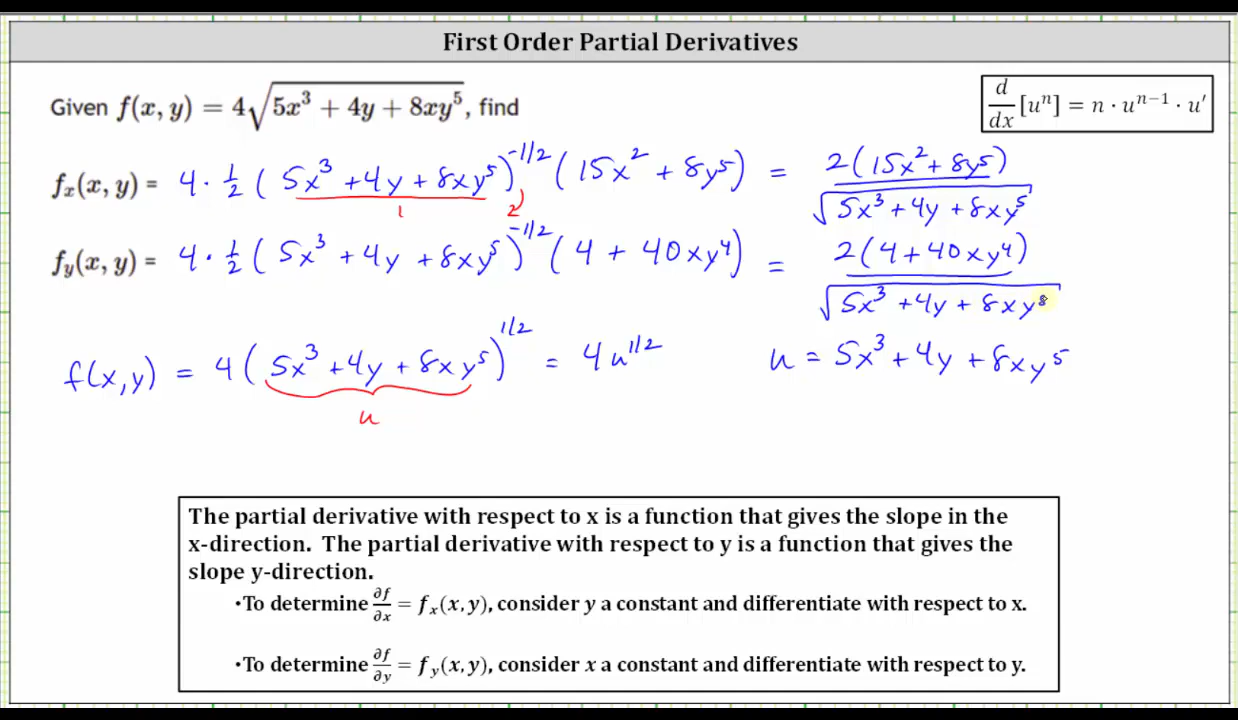 First Order Partial Derivatives
Given f(x, y) = 4√(5x³ + 4y + 8xy⁵), find
d/dx [uⁿ] = n · uⁿ⁻¹ · u′
fₓ(x, y) = 4 · ½ (5x³ + 4y + 8xy⁵)^(-1/2) (15x² + 8y⁵) = 2(15x² + 8y⁵) / √(5x³ + 4y + 8xy⁵)
1 2
f_y(x, y) = 4 · ½ (5x³ + 4y + 8xy⁵)^(-1/2) (4 + 40xy⁴) = 2(4 + 40xy⁴) / √(5x³ + 4y + 8xy
f(x,y) = 4(5x³ + 4y + 8xy⁵)^(1/2) = 4u^(1/2) u = 5x³ + 4y + 8xy⁵
u
The partial derivative with respect to x is a function that gives the slope in the
x-direction. The partial derivative with respect to y is a function that gives the
slope y-direction.
•To determine ∂f/∂x = fₓ(x, y), consider y a constant and differentiate with respect to x.
•To determine ∂f/∂y = f_y(x, y), consider x a constant and differentiate with respect to y.